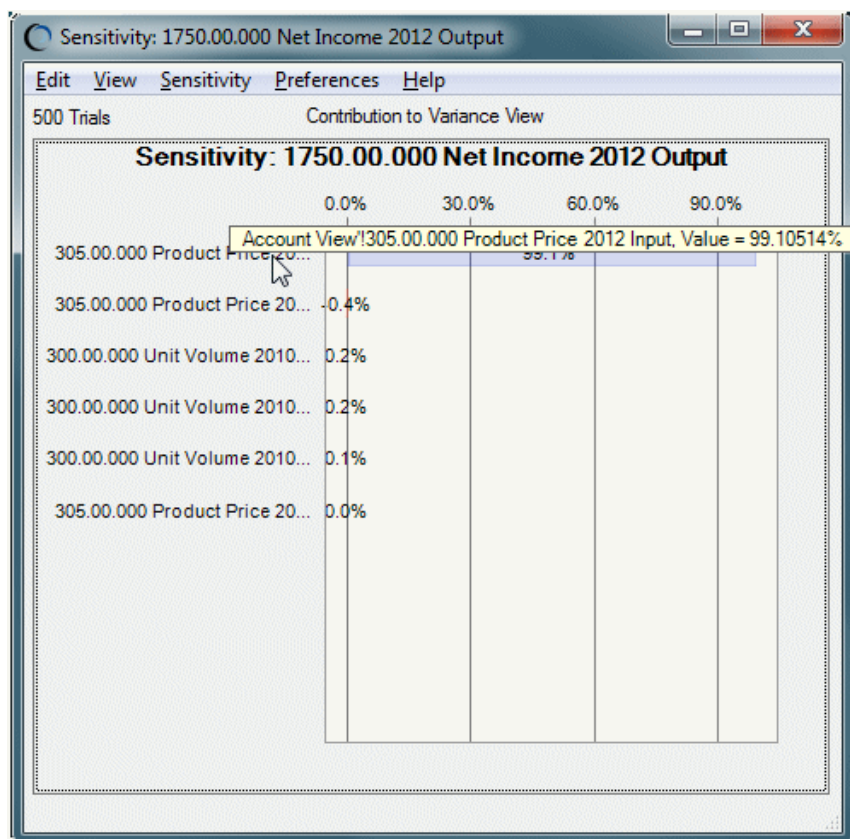 Sensitivity: 1750.00.000 Net Income 2012 Output
Edit View Sensitivity Preferences Help
500 Trials Contribution to Variance View
Sensitivity: 1750.00.000 Net Income 2012 Output
0.0% 30.0% 60.0% 90.0%
Account View'!305.00.000 Product Price 2012 Input, Value = 99.10514%
305.00.000 Product Price 20... 99.1%
305.00.000 Product Price 20... -0.4%
300.00.000 Unit Volume 2010... 0.2%
300.00.000 Unit Volume 2010... 0.2%
300.00.000 Unit Volume 2010... 0.1%
305.00.000 Product Price 20... 0.0%